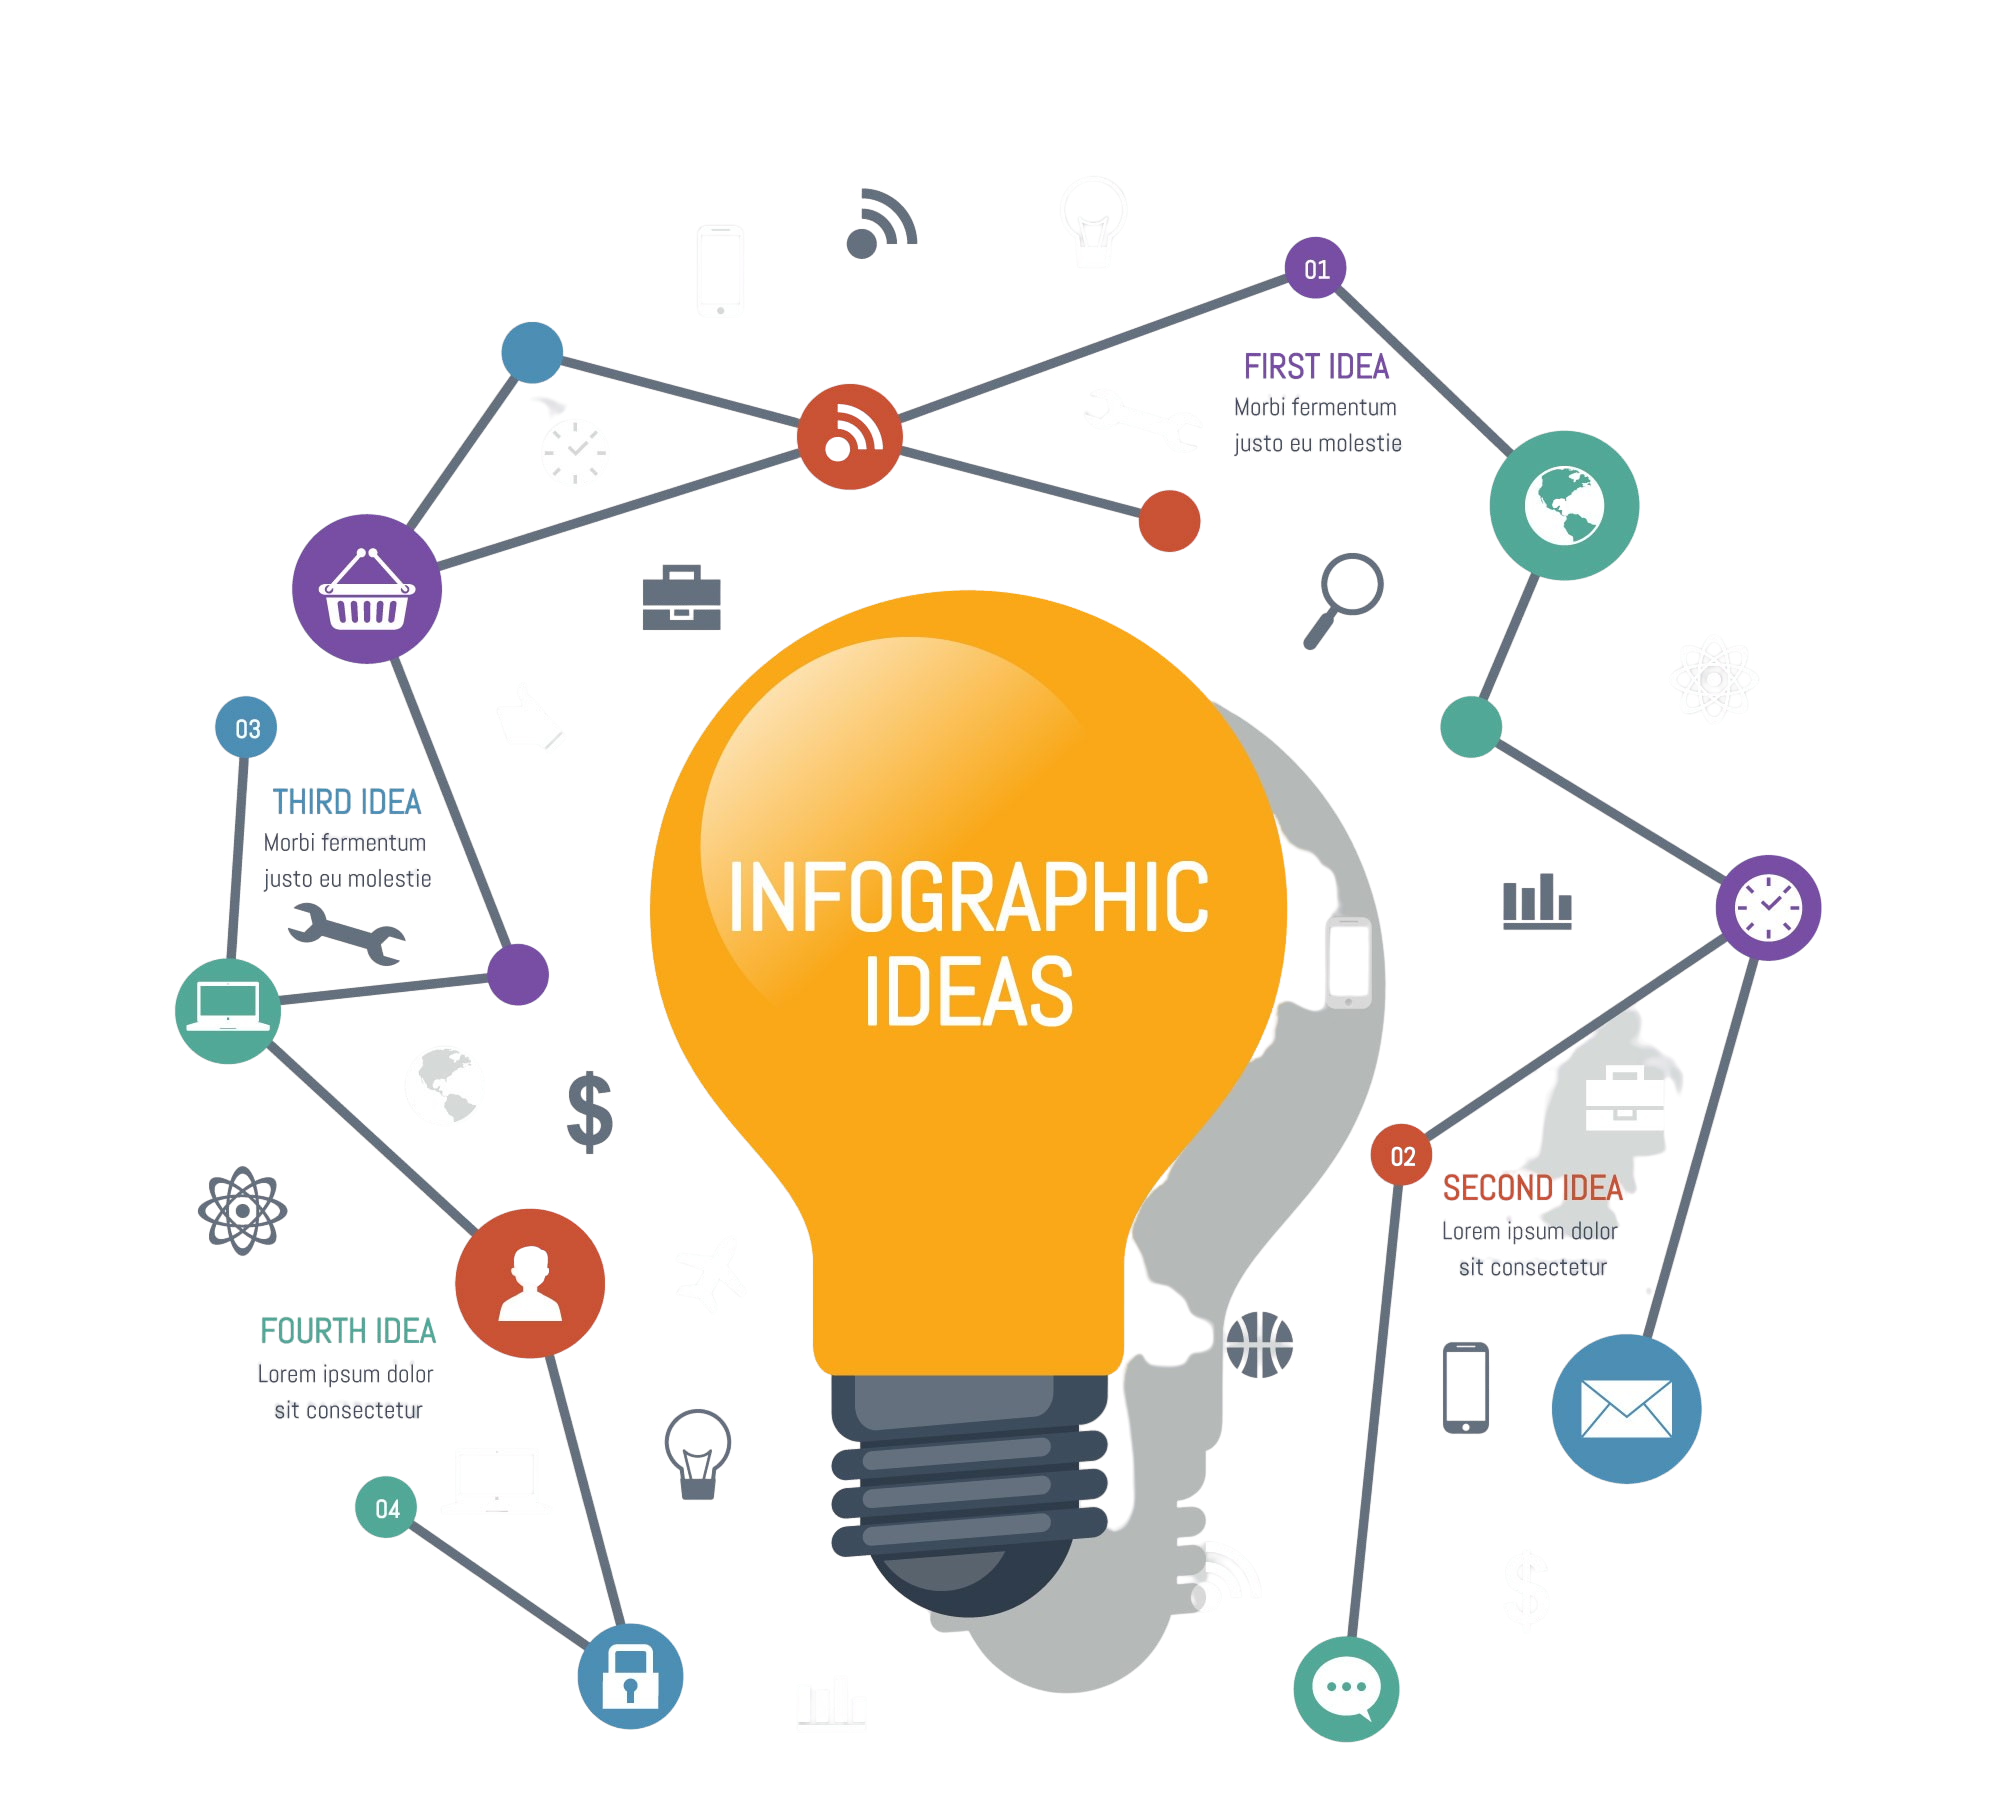 01
FIRST IDEA
Morbi fermentum
justo eu molestie
03
THIRD IDEA
Morbi fermentum
justo eu molestie
INFOGRAPHIC
IDEAS
$
02
SECOND IDEA
Lorem ipsum dolor
sit consectetur
FOURTH IDEA
Lorem ipsum dolor
sit consectetur
04
$